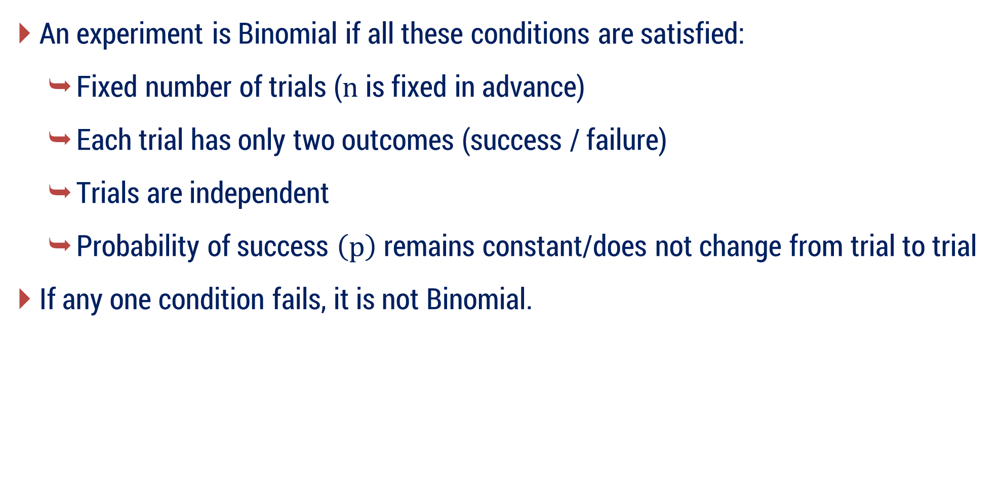 An experiment is Binomial if all these conditions are satisfied:
Fixed number of trials (n is fixed in advance)
Each trial has only two outcomes (success / failure)
Trials are independent
Probability of success (p) remains constant/does not change from trial to trial
If any one condition fails, it is not Binomial.